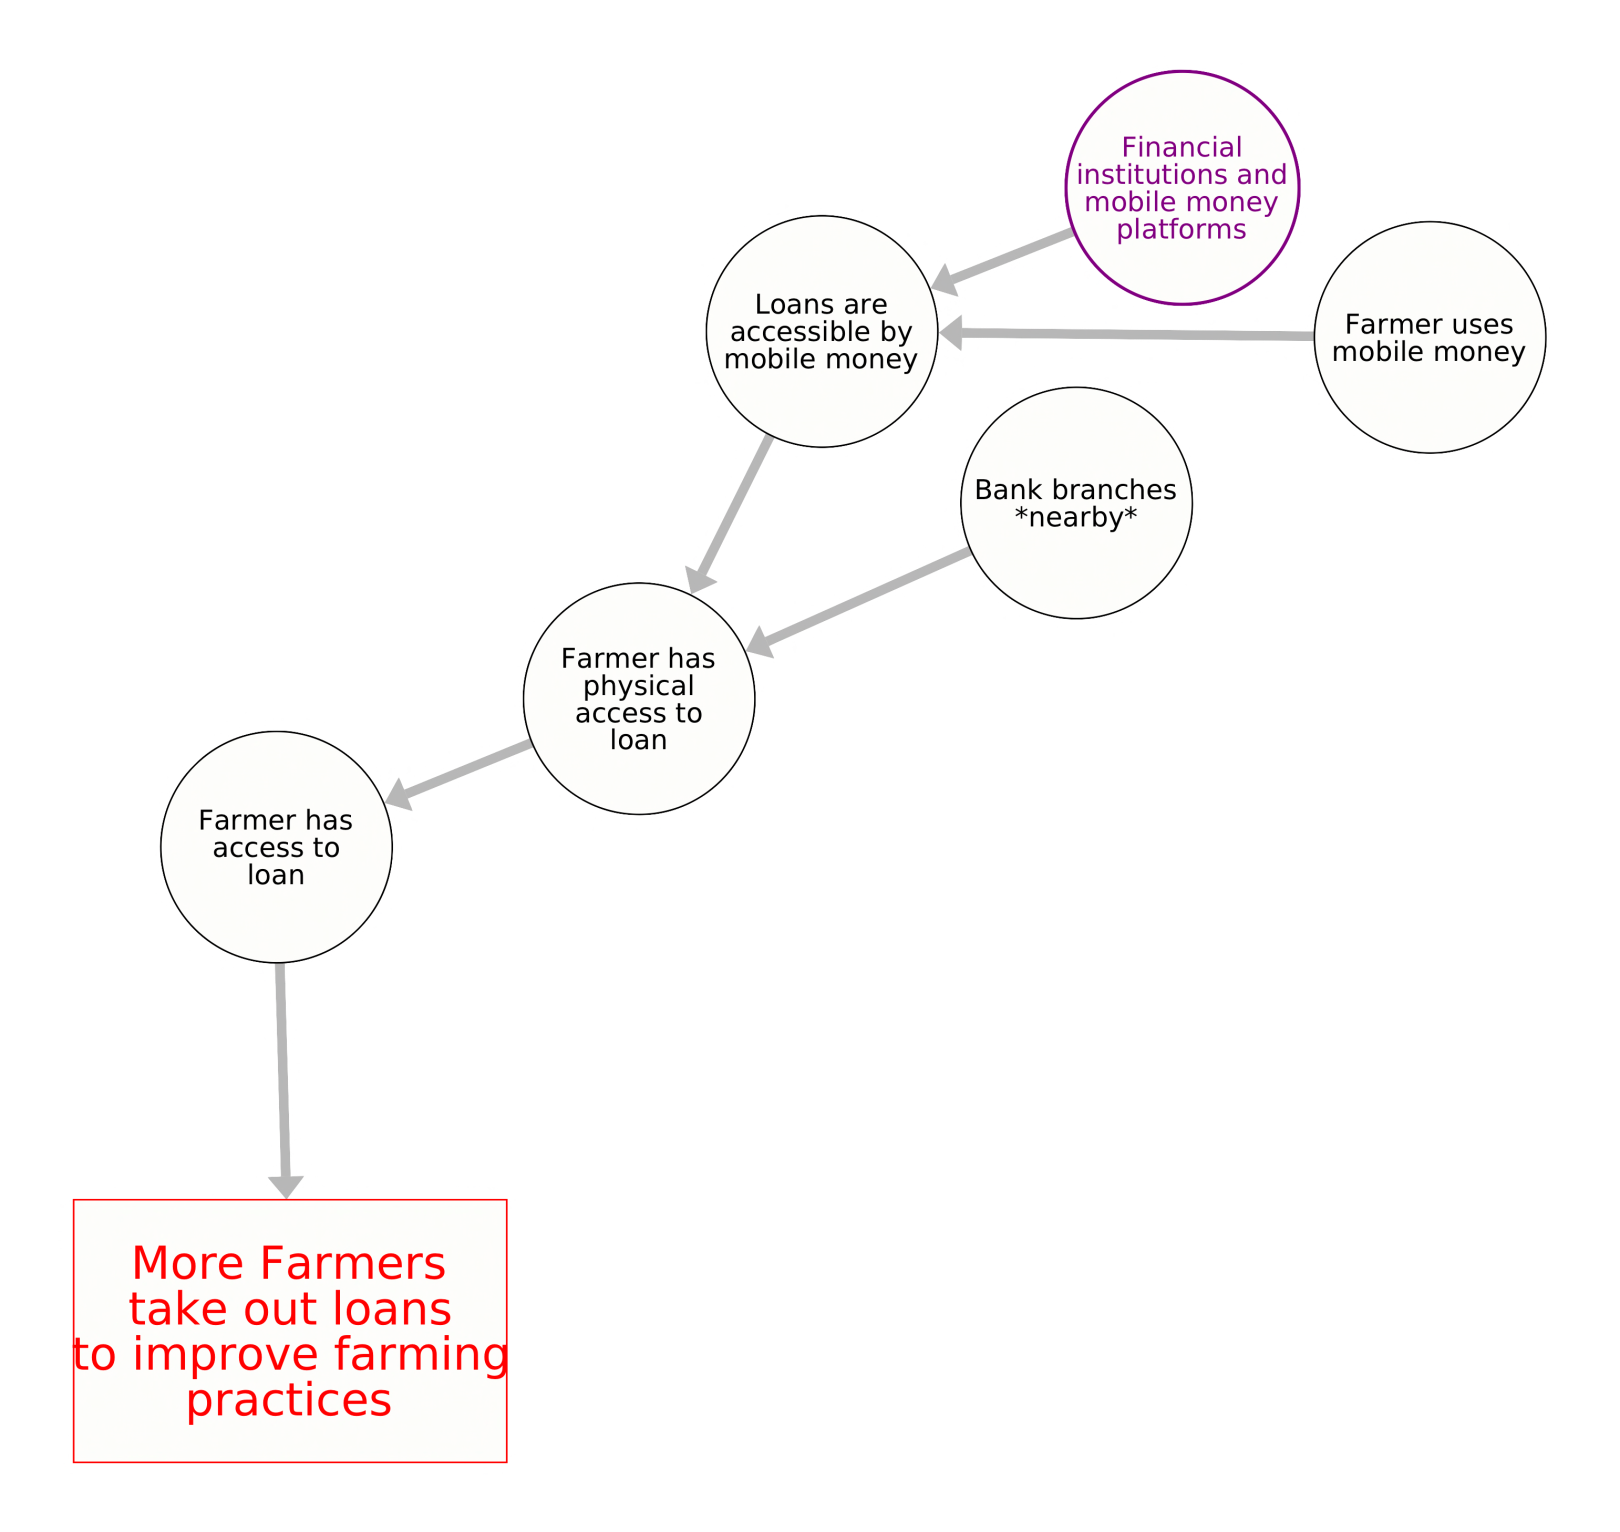 Financial
institutions and
mobile money
platforms
Loans are
accessible by
mobile money
Farmer uses
mobile money
Bank branches
*nearby*
Farmer has
physical
access to
loan
Farmer has
access to
loan
More Farmers
take out loans
to improve farming
practices